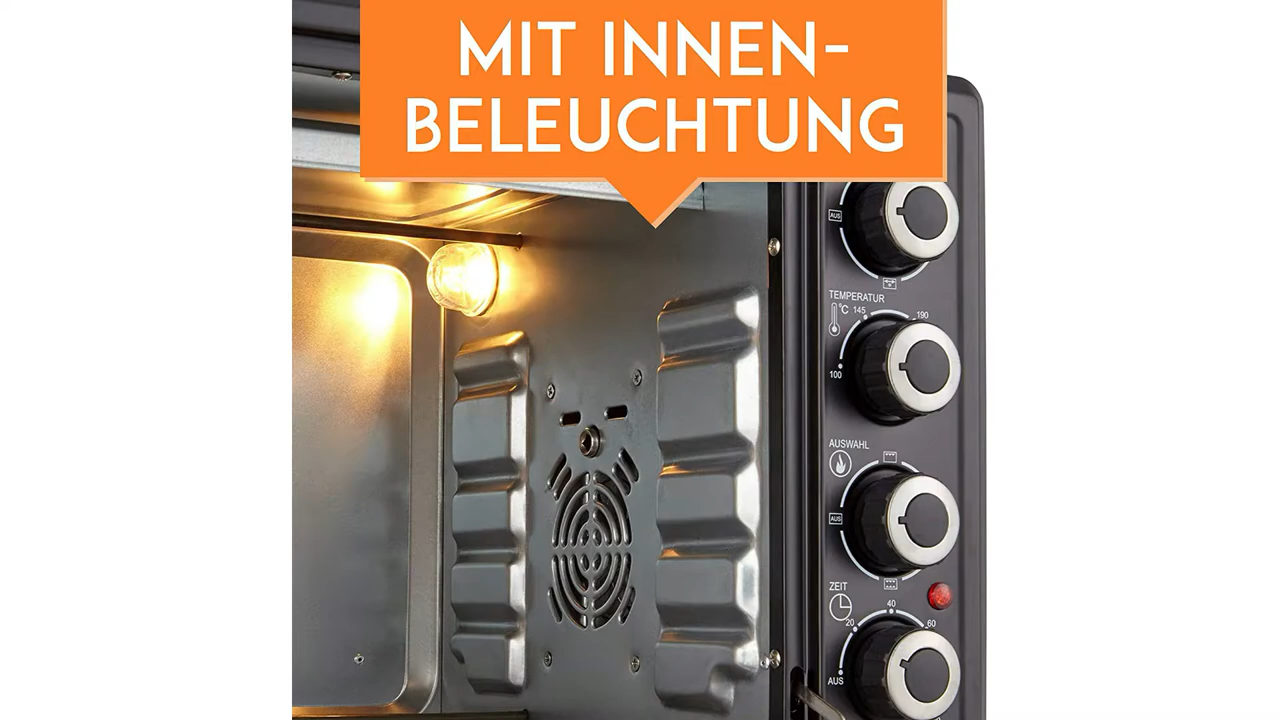 MIT INNEN-
BELEUCHTUNG
AUS
TEMPERATUR
°C 145 190
100
AUSWAHL
AUS
ZEIT
40
20 60
AUS